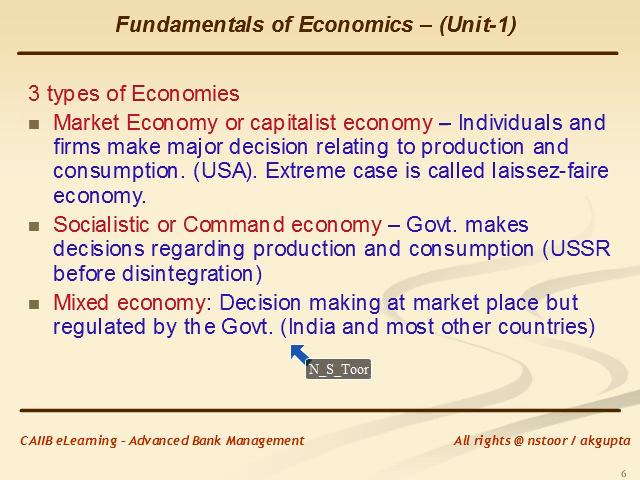 Fundamentals of Economics – (Unit-1)
3 types of Economies
■ Market Economy or capitalist economy – Individuals and
firms make major decision relating to production and
consumption. (USA). Extreme case is called laissez-faire
economy.
■ Socialistic or Command economy – Govt. makes
decisions regarding production and consumption (USSR
before disintegration)
■ Mixed economy: Decision making at market place but
regulated by the Govt. (India and most other countries)
N_S_Toor
CAIIB eLearning – Advanced Bank Management
All rights @ nstoor / akgupta
6